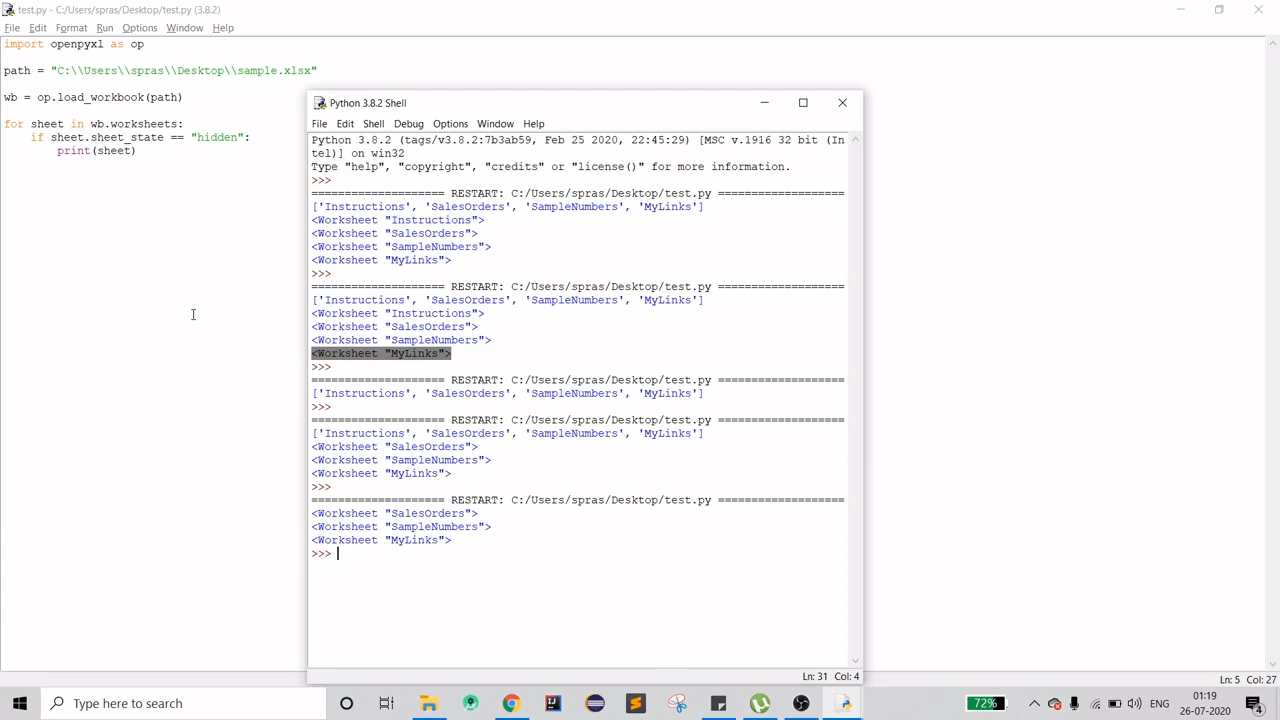 test.py - C:/Users/spras/Desktop/test.py (3.8.2)
File Edit Format Run Options Window Help
import openpyxl as op
path = "C:\\Users\\spras\\Desktop\\sample.xlsx"
wb = op.load_workbook(path)
for sheet in wb.worksheets:
    if sheet.sheet_state == "hidden":
        print(sheet)
Python 3.8.2 Shell
File Edit Shell Debug Options Window Help
Python 3.8.2 (tags/v3.8.2:7b3ab59, Feb 25 2020, 22:45:29) [MSC v.1916 32 bit (In
tel)] on win32
Type "help", "copyright", "credits" or "license()" for more information.
>>>
==================== RESTART: C:/Users/spras/Desktop/test.py ===================
['Instructions', 'SalesOrders', 'SampleNumbers', 'MyLinks']
<Worksheet "Instructions">
<Worksheet "SalesOrders">
<Worksheet "SampleNumbers">
<Worksheet "MyLinks">
>>>
==================== RESTART: C:/Users/spras/Desktop/test.py ===================
['Instructions', 'SalesOrders', 'SampleNumbers', 'MyLinks']
<Worksheet "Instructions">
<Worksheet "SalesOrders">
<Worksheet "SampleNumbers">
<Worksheet "MyLinks">
>>>
==================== RESTART: C:/Users/spras/Desktop/test.py ===================
['Instructions', 'SalesOrders', 'SampleNumbers', 'MyLinks']
>>>
==================== RESTART: C:/Users/spras/Desktop/test.py ===================
['Instructions', 'SalesOrders', 'SampleNumbers', 'MyLinks']
<Worksheet "SalesOrders">
<Worksheet "SampleNumbers">
<Worksheet "MyLinks">
>>>
==================== RESTART: C:/Users/spras/Desktop/test.py ===================
<Worksheet "SalesOrders">
<Worksheet "SampleNumbers">
<Worksheet "MyLinks">
>>>
Ln: 31 Col: 4
Ln: 5 Col: 27
Type here to search
72%
ENG
01:19
26-07-2020
4